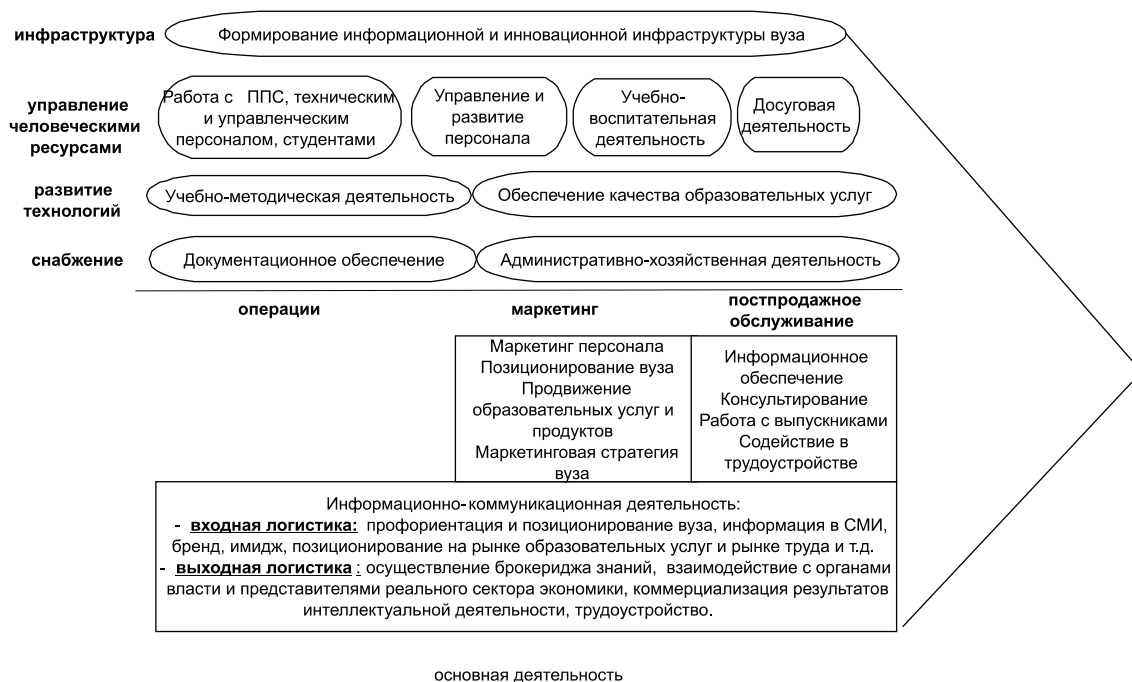 инфраструктура
Формирование информационной и инновационной инфраструктуры вуза
управление
человеческими
ресурсами
Работа с ППС, техническим
и управленческим
персоналом, студентами
Управление и
развитие
персонала
Учебно-
воспитательная
деятельность
Досуговая
деятельность
развитие
технологий
Учебно-методическая деятельность
Обеспечение качества образовательных услуг
снабжение
Документационное обеспечение
Административно-хозяйственная деятельность
операции
маркетинг
постпродажное
обслуживание
Маркетинг персонала
Позиционирование вуза
Продвижение
образовательных услуг и
продуктов
Маркетинговая стратегия
вуза
Информационное
обеспечение
Консультирование
Работа с выпускниками
Содействие в
трудоустройстве
Информационно-коммуникационная деятельность:
- входная логистика: профориентация и позиционирование вуза, информация в СМИ,
бренд, имидж, позиционирование на рынке образовательных услуг и рынке труда и т.д.
- выходная логистика : осуществление брокериджа знаний, взаимодействие с органами
власти и представителями реального сектора экономики, коммерциализация результатов
интеллектуальной деятельности, трудоустройство.
основная деятельность